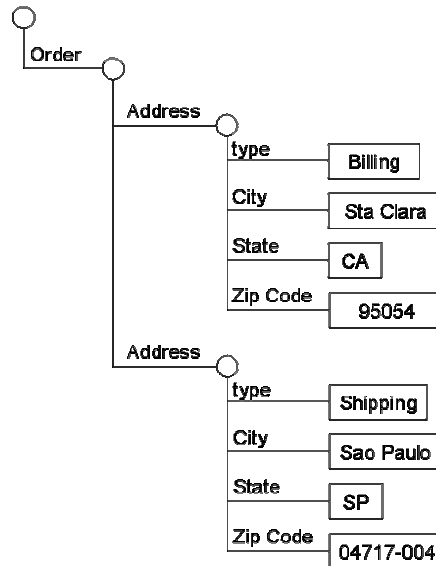 Order
Address
type
Billing
City
Sta Clara
State
CA
Zip Code
95054
Address
type
Shipping
City
Sao Paulo
State
SP
Zip Code
04717-004